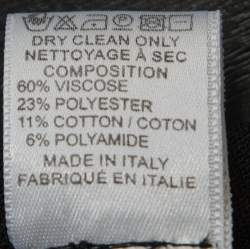 DRY CLEAN ONLY
NETTOYAGE À SEC
COMPOSITION
60% VISCOSE
23% POLYESTER
11% COTTON / COTON
6% POLYAMIDE
MADE IN ITALY
FABRIQUÉ EN ITALIE